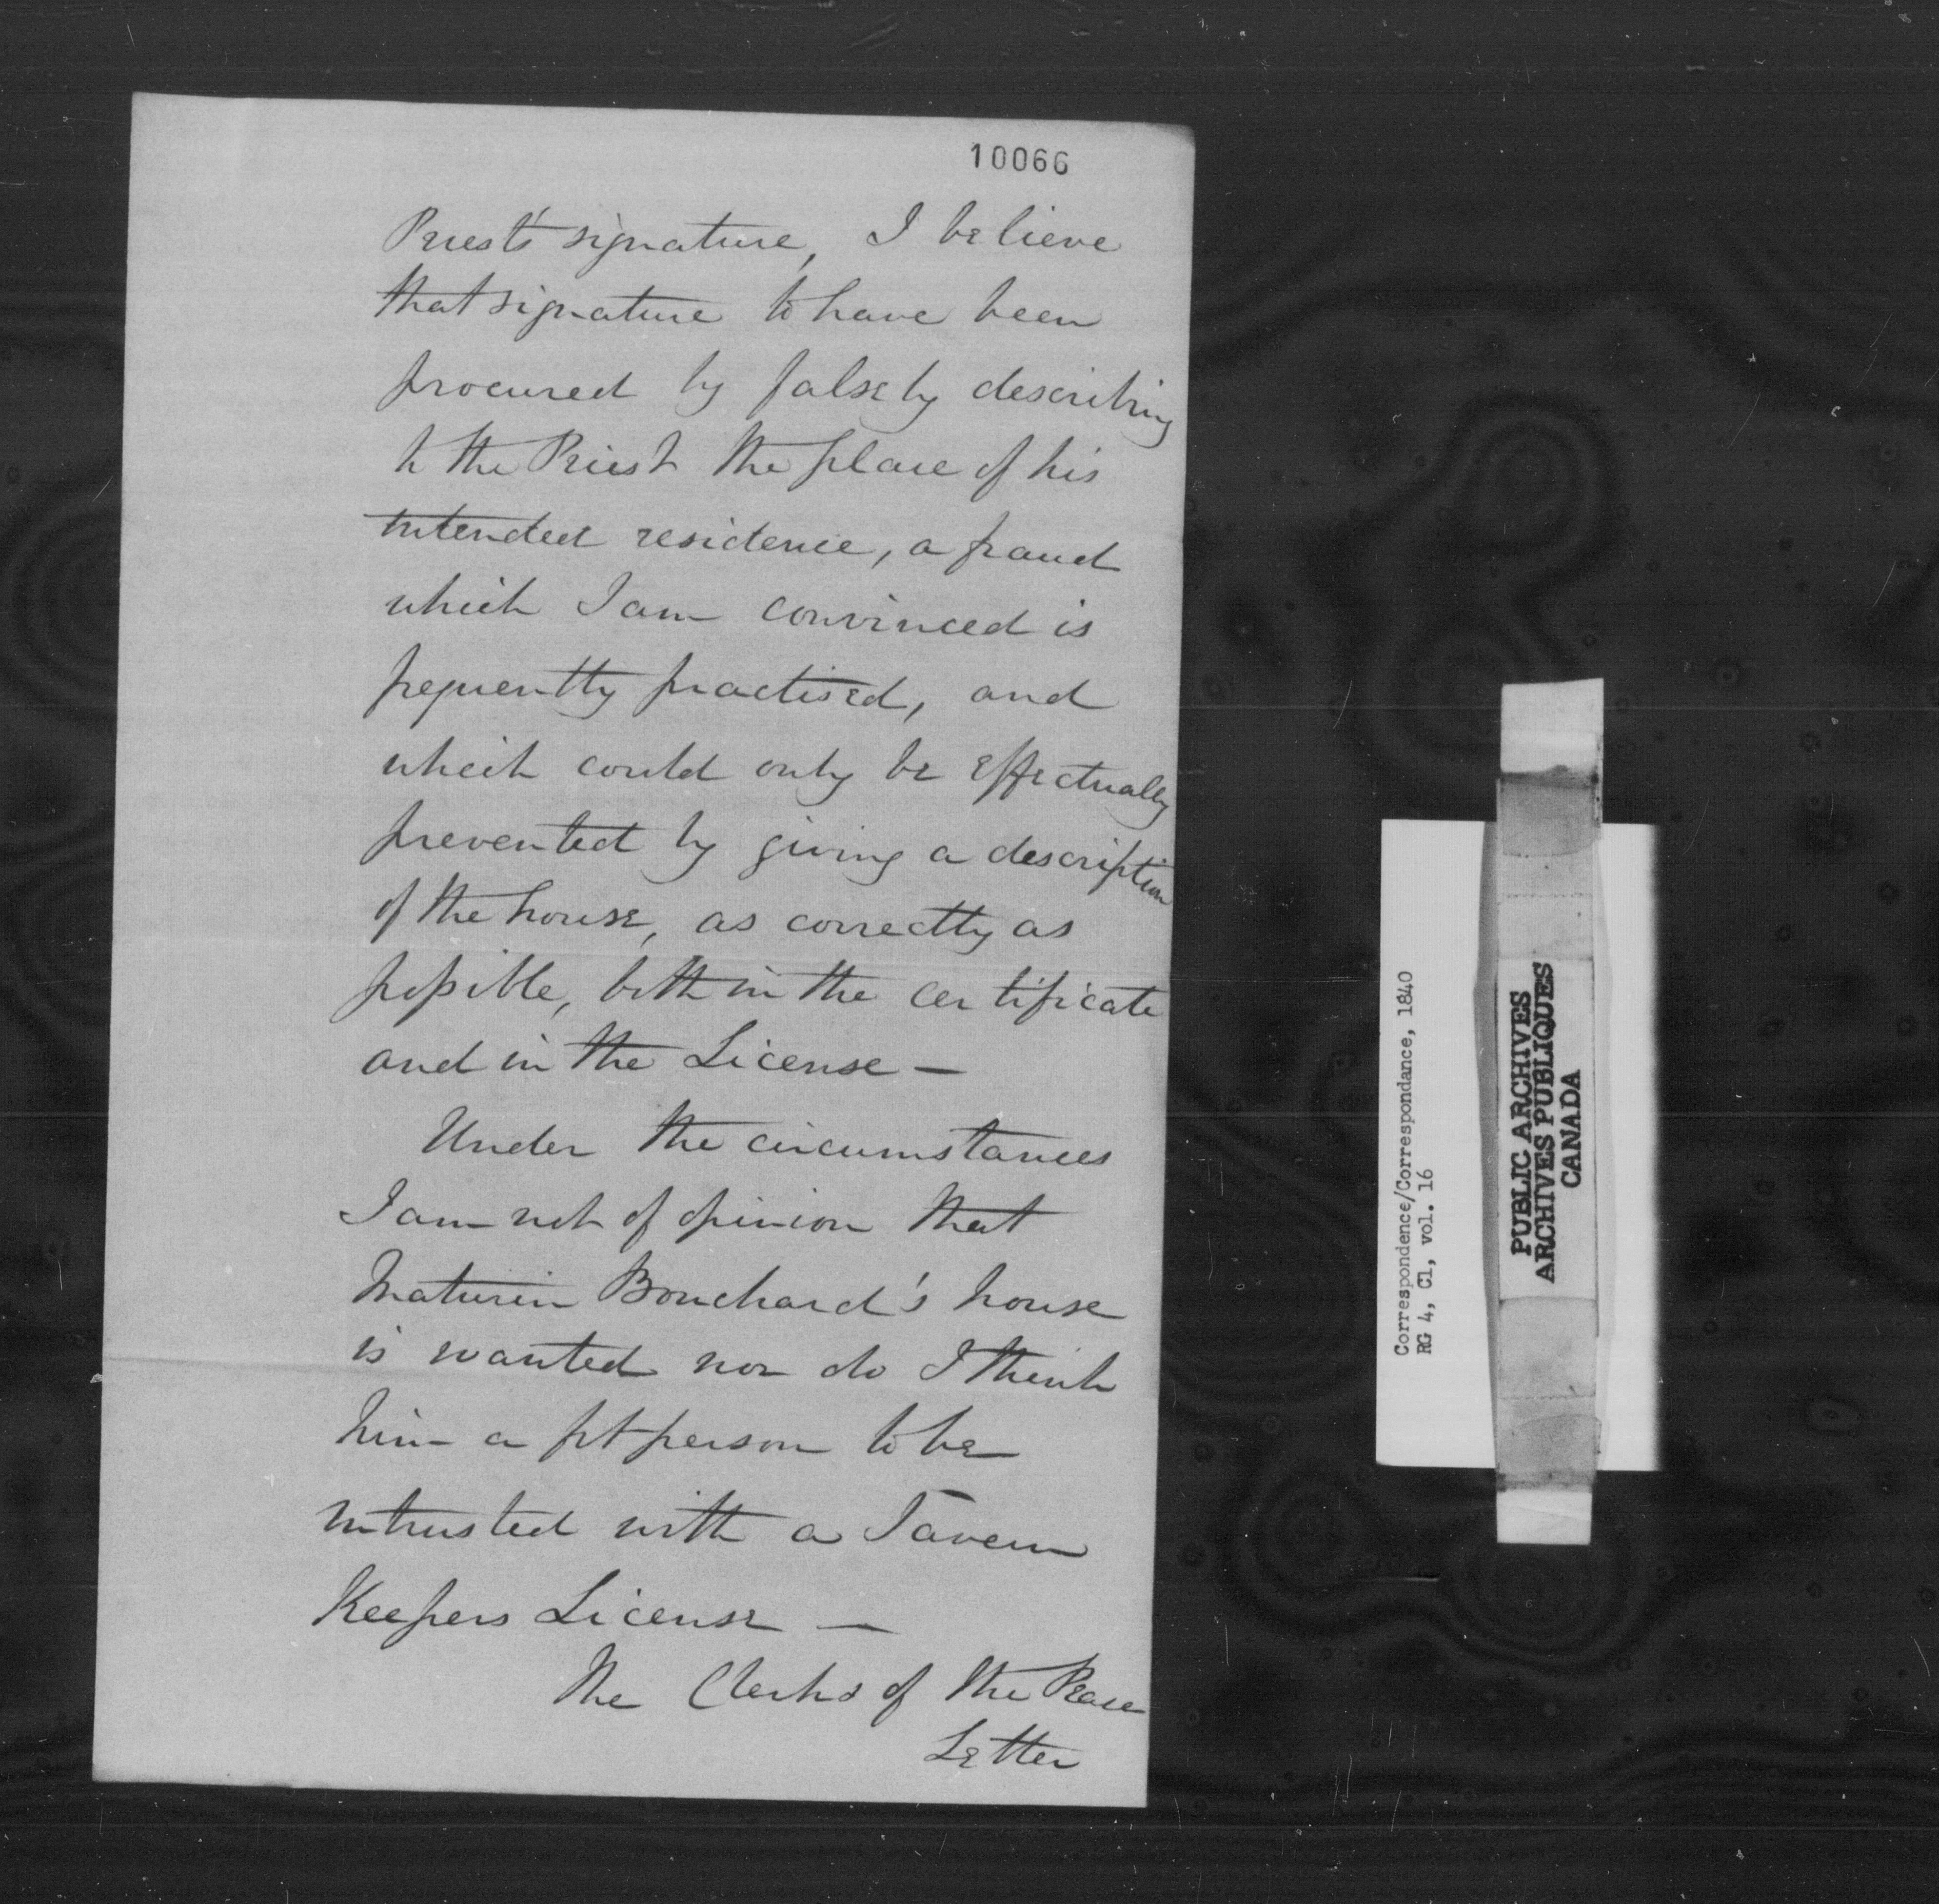 10066
Priest's signature, I believe
that signature to have been
procured by falsely describing
to the Priest the place of his
intended residence, a fraud
which I am convinced is
frequently practised, and
which could only be effectually
prevented by giving a description
of the house, as correctly as
possible, both in the certificate
and in the License —
Under the circumstances
I am not of opinion that
Maturin Bouchard's house
is wanted nor do I think
him a fit person to be
intrusted with a Tavern
Keepers License —
The Clerks of the Peace
Letter
Correspondence/Correspondance, 1840
RG 4, C1, vol. 16
PUBLIC ARCHIVES
ARCHIVES PUBLIQUES
CANADA